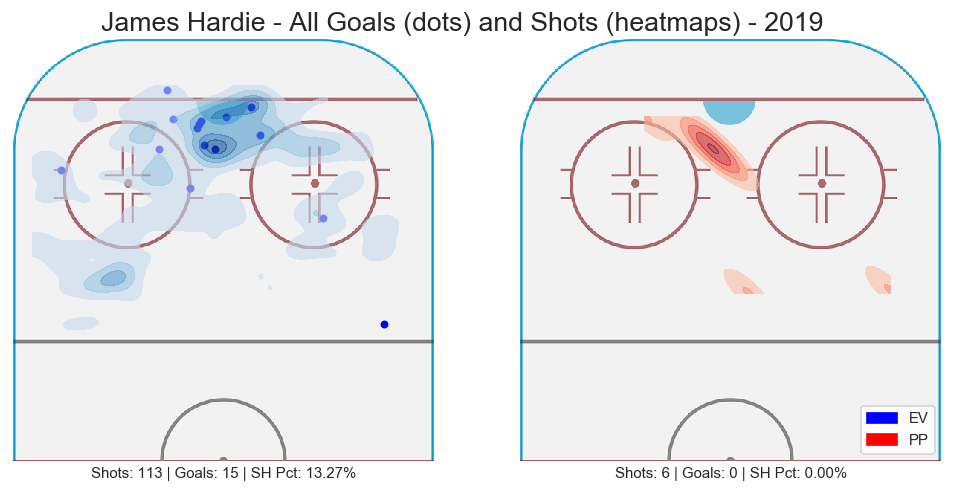 James Hardie - All Goals (dots) and Shots (heatmaps) - 2019
EV
PP
Shots: 113 | Goals: 15 | SH Pct: 13.27%
Shots: 6 | Goals: 0 | SH Pct: 0.00%